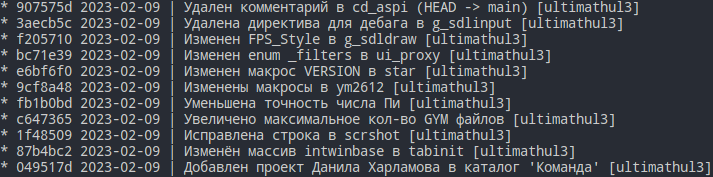 * 907575d 2023-02-09 | Удален комментарий в cd_aspi (HEAD -> main) [ultimathul3]
* 3aecb5c 2023-02-09 | Удалена директива для дебага в g_sdlinput [ultimathul3]
* f205710 2023-02-09 | Изменен FPS_Style в g_sdldraw [ultimathul3]
* bc71e39 2023-02-09 | Изменен enum _filters в ui_proxy [ultimathul3]
* e6bf6f0 2023-02-09 | Изменен макрос VERSION в star [ultimathul3]
* 9cf8a48 2023-02-09 | Изменены макросы в ym2612 [ultimathul3]
* fb1b0bd 2023-02-09 | Уменьшена точность числа Пи [ultimathul3]
* c647365 2023-02-09 | Увеличено максимальное кол-во GYM файлов [ultimathul3]
* 1f48509 2023-02-09 | Исправлена строка в scrshot [ultimathul3]
* 87b4bc2 2023-02-09 | Изменён массив intwinbase в tabinit [ultimathul3]
* 049517d 2023-02-09 | Добавлен проект Данила Харламова в каталог 'Команда' [ultimathul3]